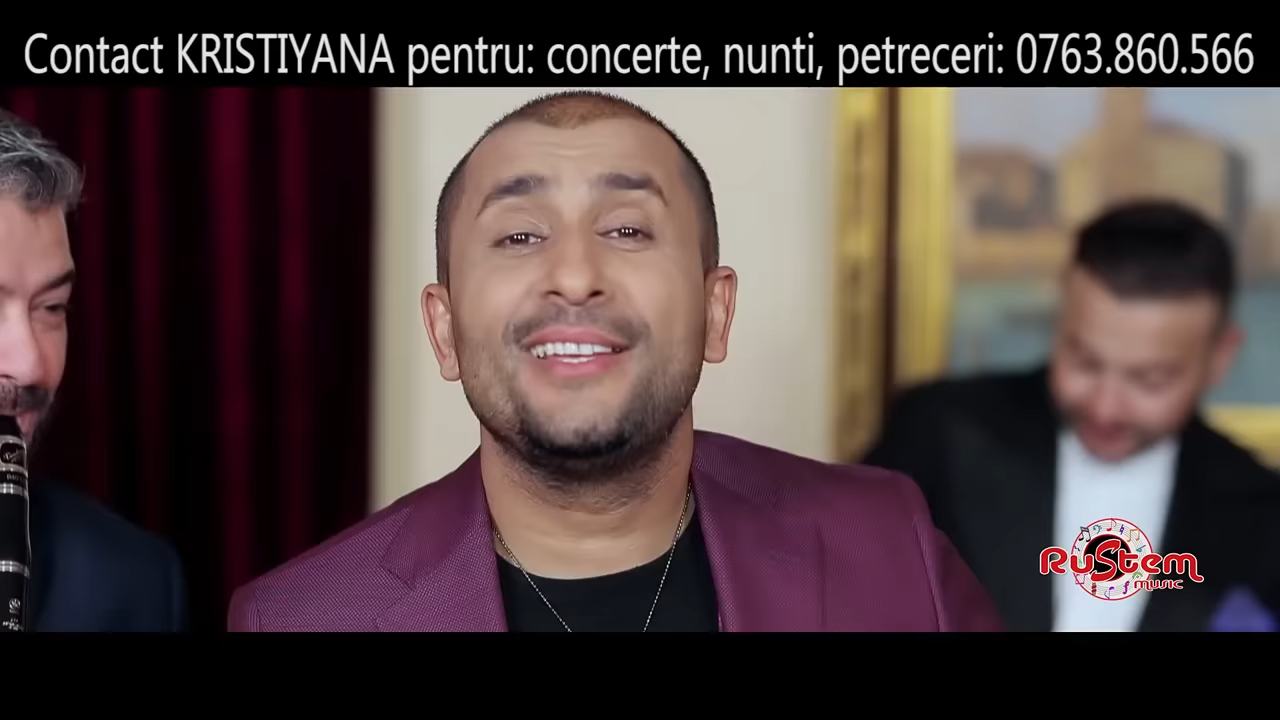 Contact KRISTIYANA pentru: concerte, nunti, petreceri: 0763.860.566
RuStem
music